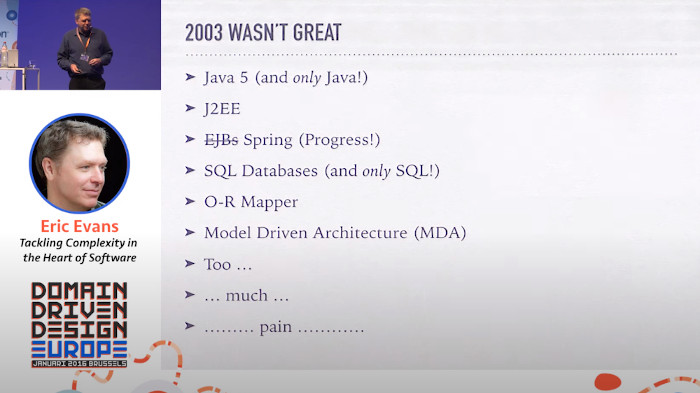 2003 WASN'T GREAT
➤ Java 5 (and only Java!)
➤ J2EE
➤ EJBs Spring (Progress!)
➤ SQL Databases (and only SQL!)
➤ O-R Mapper
➤ Model Driven Architecture (MDA)
➤ Too …
➤ … much …
➤ ……… pain …………
Eric Evans
Tackling Complexity in
the Heart of Software
DOMAIN
DRIVEN
DESIGN
EUROPE
JANUARI 2016 BRUSSELS